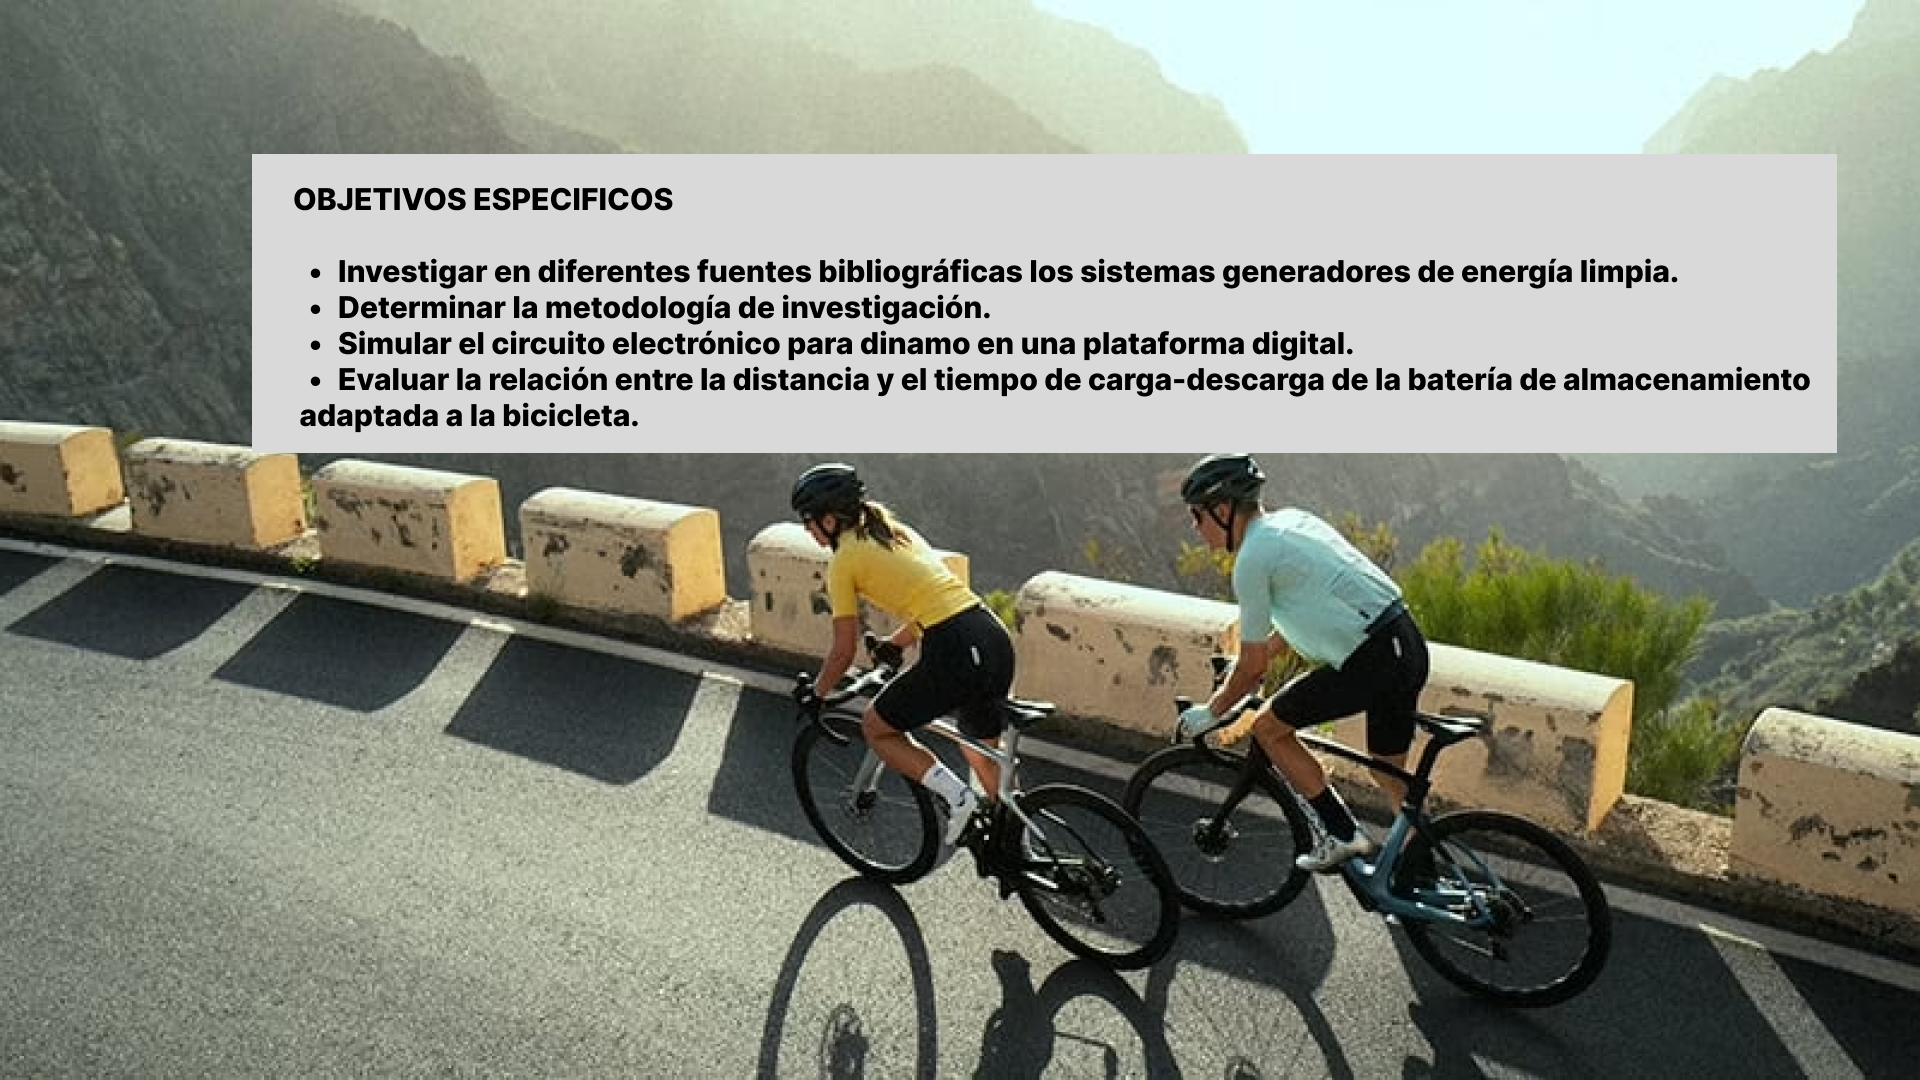 OBJETIVOS ESPECIFICOS
• Investigar en diferentes fuentes bibliográficas los sistemas generadores de energía limpia.
• Determinar la metodología de investigación.
• Simular el circuito electrónico para dinamo en una plataforma digital.
• Evaluar la relación entre la distancia y el tiempo de carga-descarga de la batería de almacenamiento
adaptada a la bicicleta.